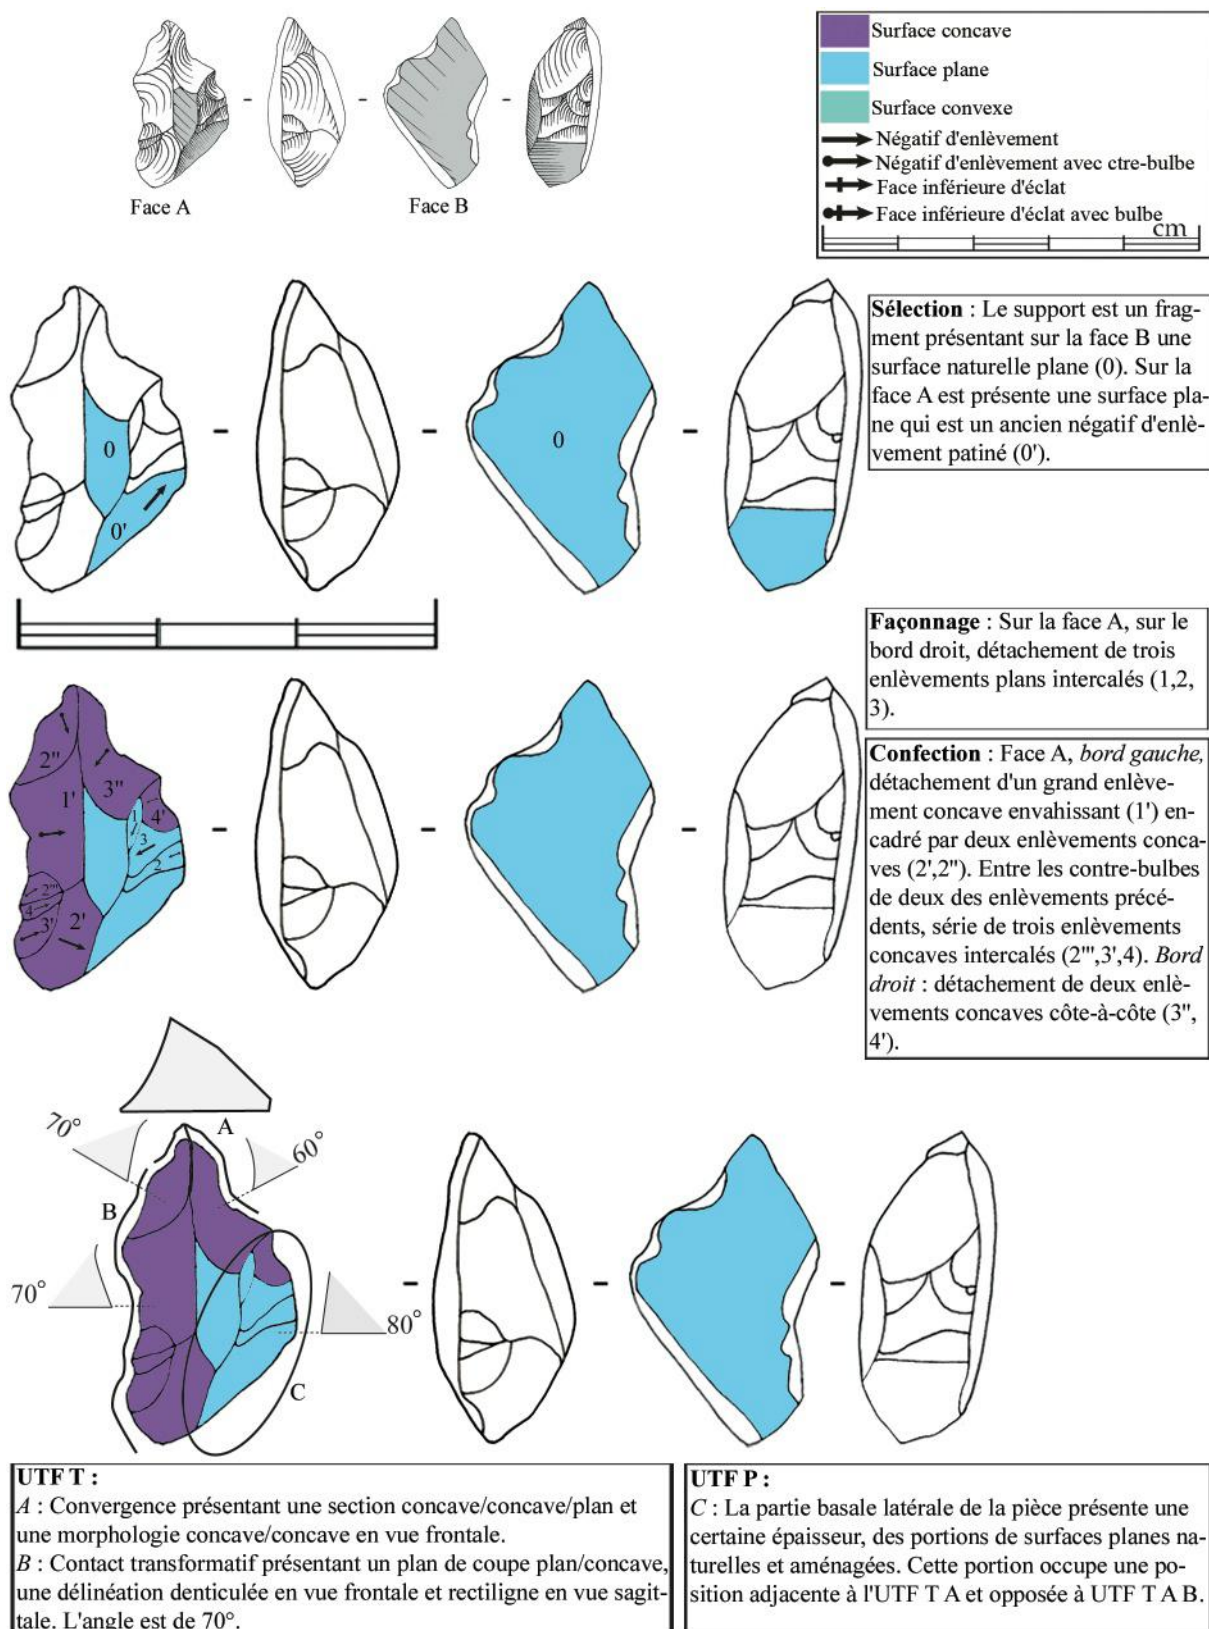 Surface concave
Surface plane
Surface convexe
Négatif d'enlèvement
Négatif d'enlèvement avec ctre-bulbe
Face inférieure d'éclat
Face inférieure d'éclat avec bulbe
cm
Face A
Face B
0
0'
0
Sélection : Le support est un frag-
ment présentant sur la face B une
surface naturelle plane (0). Sur la
face A est présente une surface pla-
ne qui est un ancien négatif d'enlè-
vement patiné (0').
Façonnage : Sur la face A, sur le
bord droit, détachement de trois
enlèvements plans intercalés (1,2,
3).
2"
1'
3"
1
4'
3
2
2'''
4
3'
2'
Confection : Face A, bord gauche,
détachement d'un grand enlève-
ment concave envahissant (1') en-
cadré par deux enlèvements conca-
ves (2',2"). Entre les contre-bulbes
de deux des enlèvements précé-
dents, série de trois enlèvements
concaves intercalés (2''',3',4). Bord
droit : détachement de deux enlè-
vements concaves côte-à-côte (3",
4').
70°
A
60°
B
70°
80°
C
UTF T :
A : Convergence présentant une section concave/concave/plan et
une morphologie concave/concave en vue frontale.
B : Contact transformatif présentant un plan de coupe plan/concave,
une délinéation denticulée en vue frontale et rectiligne en vue sagit-
tale. L'angle est de 70°.
UTF P :
C : La partie basale latérale de la pièce présente une
certaine épaisseur, des portions de surfaces planes na-
turelles et aménagées. Cette portion occupe une po-
sition adjacente à l'UTF T A et opposée à UTF T A B.